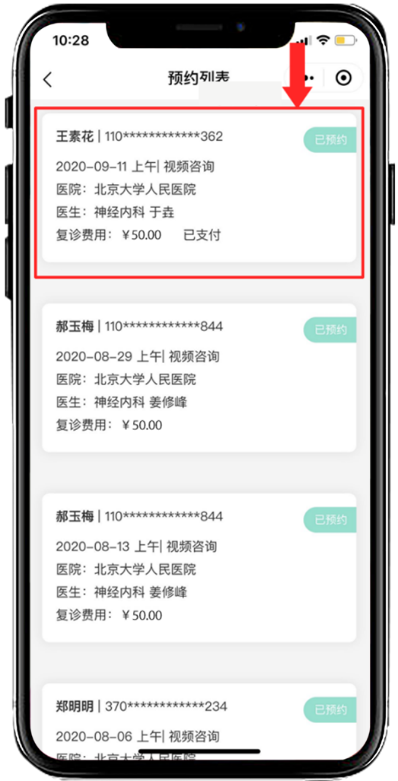 10:28
预约列表
王素花 | 110************362
已预约
2020-09-11 上午| 视频咨询
医院：北京大学人民医院
医生：神经内科 于垚
复诊费用：￥50.00 已支付
郝玉梅 | 110************844
已预约
2020-08-29 上午| 视频咨询
医院：北京大学人民医院
医生：神经内科 姜修峰
复诊费用：￥50.00
郝玉梅 | 110************844
已预约
2020-08-13 上午| 视频咨询
医院：北京大学人民医院
医生：神经内科 姜修峰
复诊费用：￥50.00
郑明明 | 370************234
已预约
2020-08-06 上午| 视频咨询
医院：北京大学人民医院